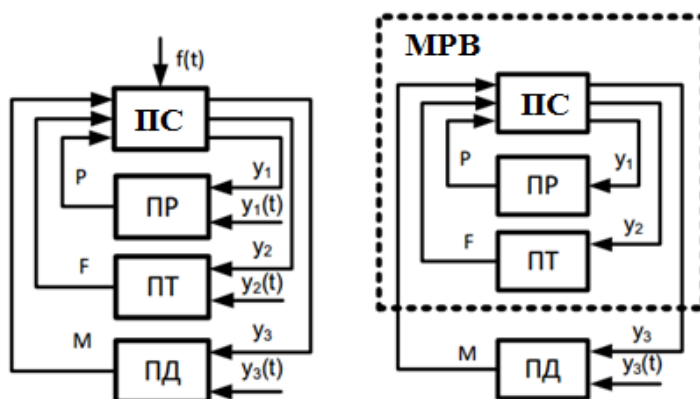 f(t)
ПС
P
y₁
ПР
y₁(t)
F
y₂
ПТ
y₂(t)
M
y₃
ПД
y₃(t)
МРВ
ПС
P
y₁
ПР
F
y₂
ПТ
M
y₃
ПД
y₃(t)